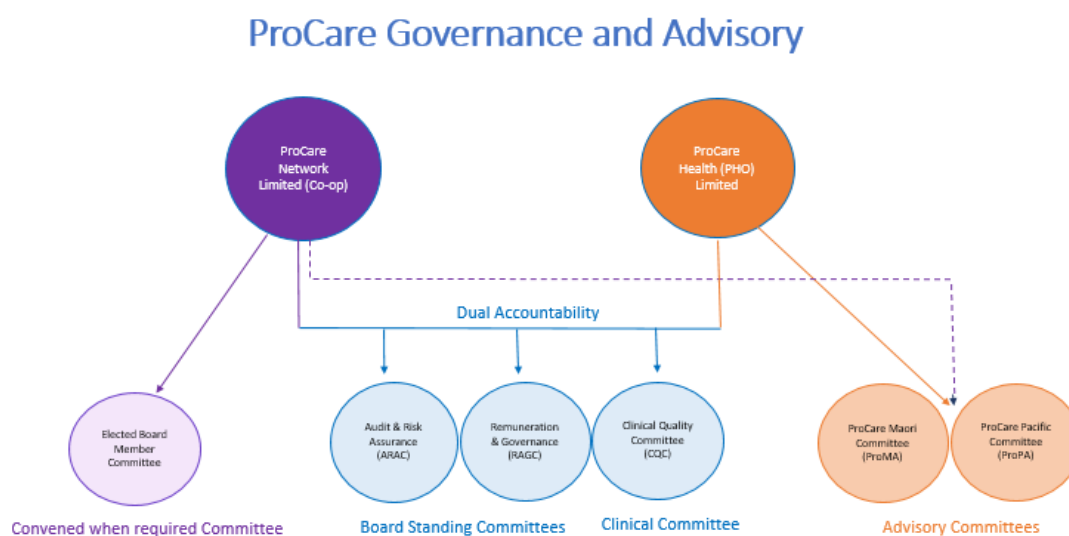 ProCare Governance and Advisory
ProCare
Network
Limited (Co-op)
ProCare
Health (PHO)
Limited
Dual Accountability
Elected Board
Member
Committee
Audit & Risk
Assurance
(ARAC)
Remuneration
& Governance
(RAGC)
Clinical Quality
Committee
(CQC)
ProCare Maori
Committee
(ProMA)
ProCare Pacific
Committee
(ProPA)
Convened when required Committee
Board Standing Committees
Clinical Committee
Advisory Committees